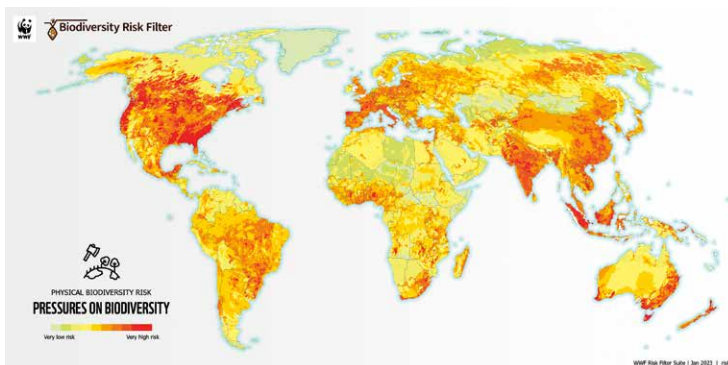 WWF
Biodiversity Risk Filter
PHYSICAL BIODIVERSITY RISK
PRESSURES ON BIODIVERSITY
Very low risk
Very high risk
WWF Risk Filter Suite | Jan 2023 |